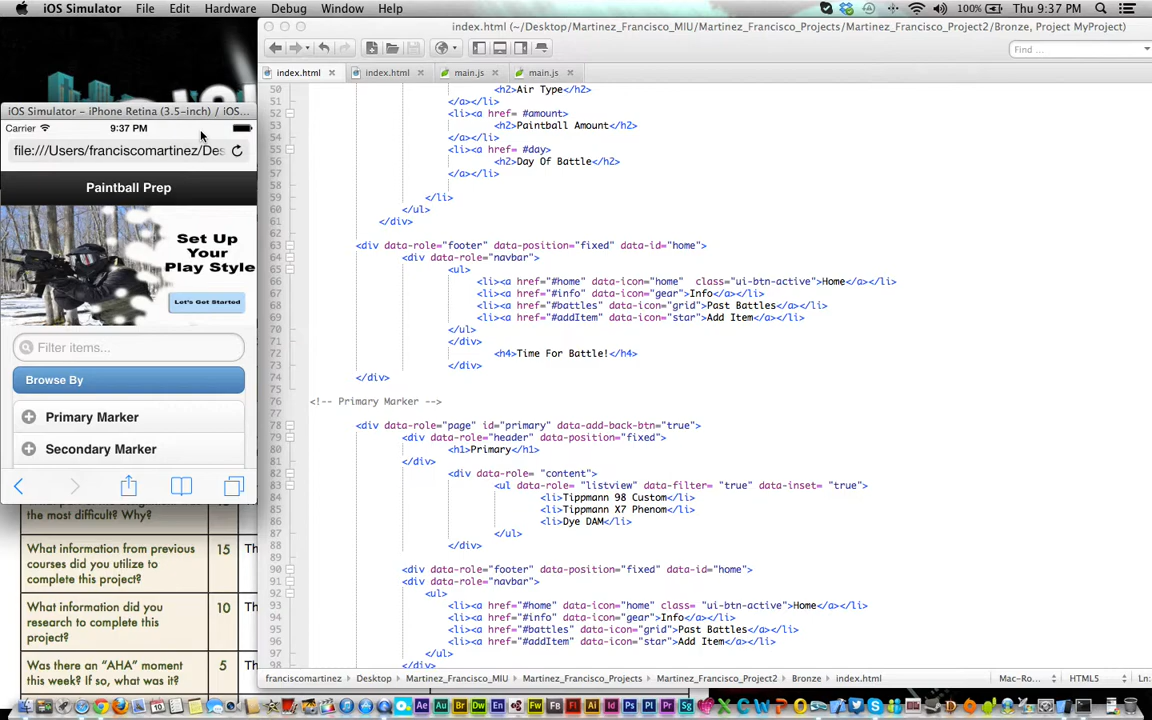 iOS Simulator File Edit Hardware Debug Window Help 100% Thu 9:37 PM
index.html (~/Desktop/Martinez_Francisco_MIU/Martinez_Francisco_Projects/Martinez_Francisco_Project2/Bronze, Project MyProject)
Find ...
index.html index.html main.js main.js
50 <h2>Air Type</h2>
51 </a></li>
52 <li><a href= #amount>
53 <h2>Paintball Amount</h2>
54 </a></li>
55 <li><a href= #day>
56 <h2>Day Of Battle</h2>
57 </a></li>
58
59 </li>
60 </ul>
61 </div>
62
63 <div data-role="footer" data-position="fixed" data-id="home">
64 <div data-role="navbar">
65 <ul>
66 <li><a href="#home" data-icon="home"  class="ui-btn-active">Home</a></li>
67 <li><a href="#info" data-icon="gear">Info</a></li>
68 <li><a href="#battles" data-icon="grid">Past Battles</a></li>
69 <li><a href="#addItem" data-icon="star">Add Item</a></li>
70 </ul>
71 </div>
72 <h4>Time For Battle!</h4>
73 </div>
74 </div>
75
76 <!-- Primary Marker -->
77
78 <div data-role="page" id="primary" data-add-back-btn="true">
79 <div data-role="header" data-position="fixed">
80 <h1>Primary</h1>
81 </div>
82 <div data-role= "content">
83 <ul data-role= "listview" data-filter= "true" data-inset= "true">
84 <li>Tippmann 98 Custom</li>
85 <li>Tippmann X7 Phenom</li>
86 <li>Dye DAM</li>
87 </ul>
88 </div>
89
90 <div data-role="footer" data-position="fixed" data-id="home">
91 <div data-role="navbar">
92 <ul>
93 <li><a href="#home" data-icon="home" class= "ui-btn-active">Home</a></li>
94 <li><a href="#info" data-icon="gear">Info</a></li>
95 <li><a href="#battles" data-icon="grid">Past Battles</a></li>
96 <li><a href="#addItem" data-icon="star">Add Item</a></li>
97 </ul>
98 </div>
franciscomartinez Desktop Martinez_Francisco_MIU Martinez_Francisco_Projects Martinez_Francisco_Project2 Bronze index.html Mac-Ro... HTML5 Ln:
iOS Simulator – iPhone Retina (3.5-inch) / iOS...
Carrier 9:37 PM
file:///Users/franciscomartinez/Des
Paintball Prep
Set Up
Your
Play Style
Let's Get Started
Filter items...
Browse By
Primary Marker
Secondary Marker
the most difficult? Why?
What information from previous
courses did you utilize to
complete this project?
15
Th
What information did you
research to complete this
project?
10
Th
Was there an "AHA" moment
this week? If so, what was it?
5
Th